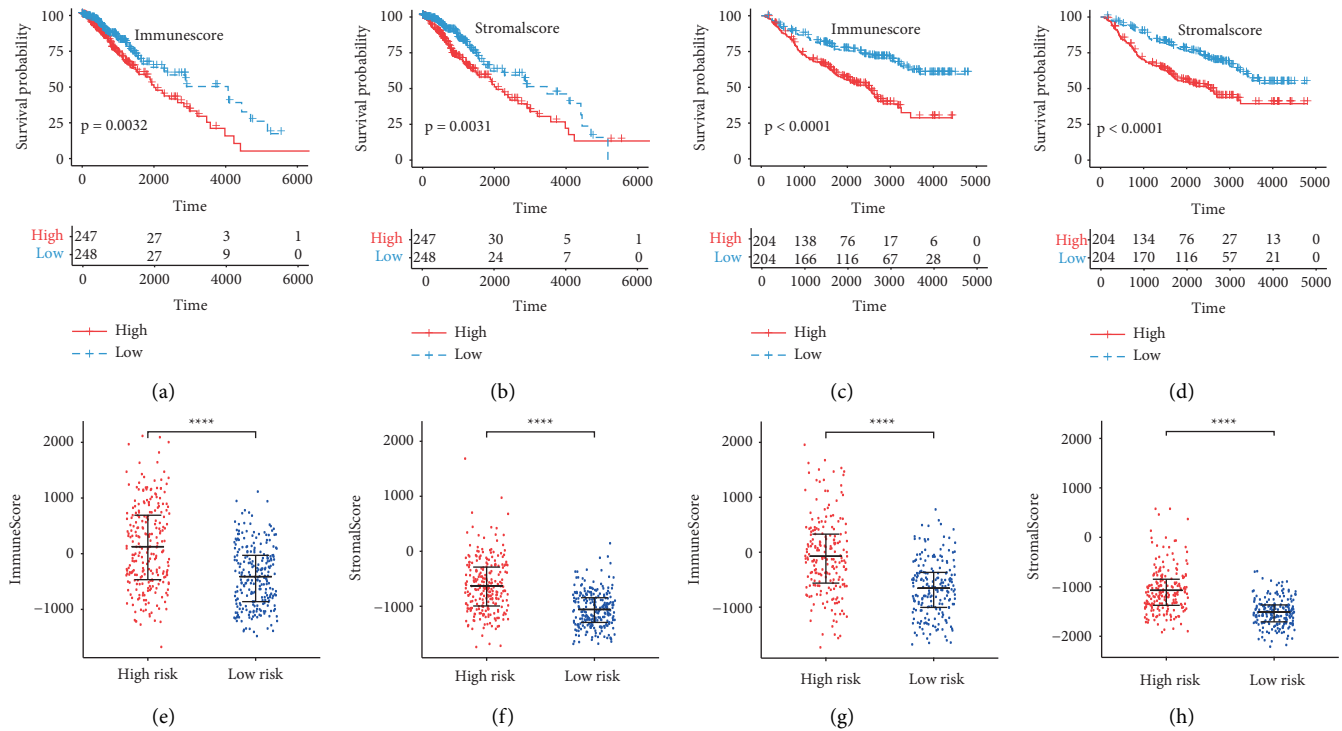 Survival probability
100
75
50
25
0
Immunescore
p = 0.0032
0 2000 4000 6000
Time
High 247 27 3 1
Low 248 27 9 0
0 2000 4000 6000
Time
High
Low
(a)
Survival probability
100
75
50
25
0
Stromalscore
p = 0.0031
0 2000 4000 6000
Time
High 247 30 5 1
Low 248 24 7 0
0 2000 4000 6000
Time
High
Low
(b)
Survival probability
100
75
50
25
0
Immunescore
p < 0.0001
0 1000 2000 3000 4000 5000
Time
High 204 138 76 17 6 0
Low 204 166 116 67 28 0
0 1000 2000 3000 4000 5000
Time
High
Low
(c)
Survival probability
100
75
50
25
0
Stromalscore
p < 0.0001
0 1000 2000 3000 4000 5000
Time
High 204 134 76 27 13 0
Low 204 170 116 57 21 0
0 1000 2000 3000 4000 5000
Time
High
Low
(d)
ImmuneScore
2000
1000
0
−1000
****
High risk Low risk
(e)
StromalScore
2000
1000
0
−1000
****
High risk Low risk
(f)
ImmuneScore
2000
1000
0
−1000
****
High risk Low risk
(g)
StromalScore
2000
1000
0
−1000
−2000
****
High risk Low risk
(h)